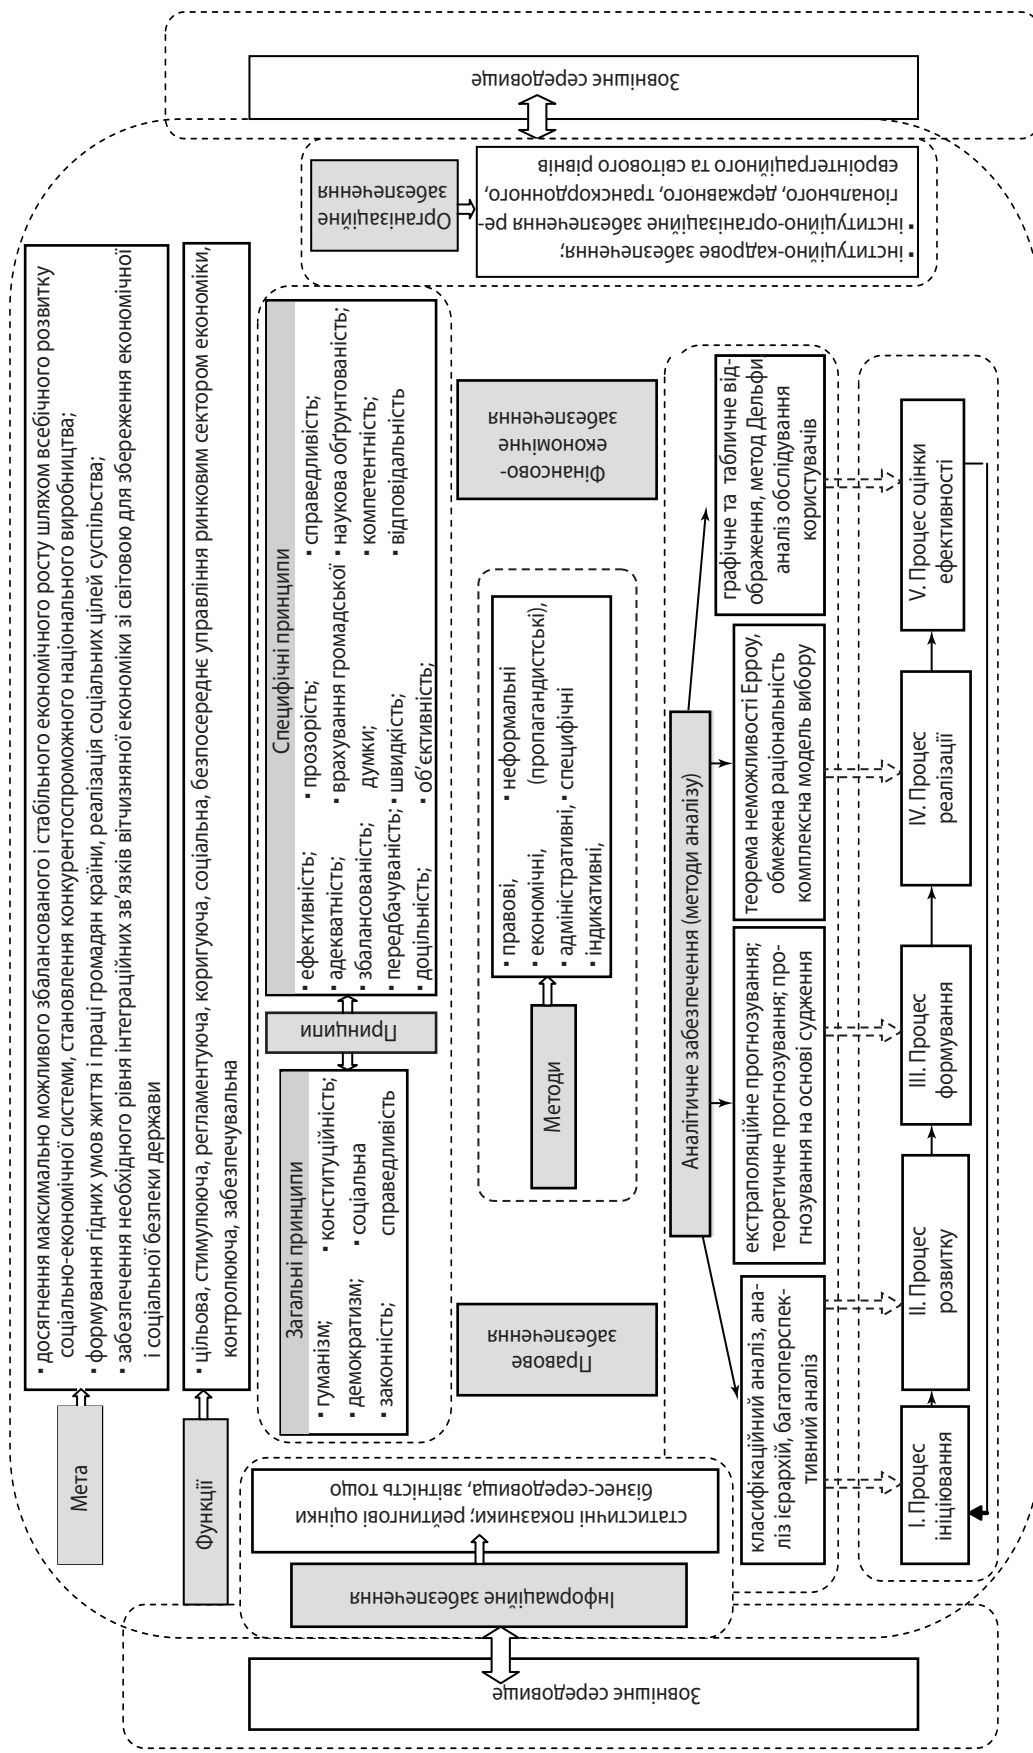 Мета
▪ досягнення максимально можливого збалансованого і стабільного економічного росту шляхом всебічного розвитку
соціально-економічної системи, становлення конкурентоспроможного національного виробництва;
▪ формування гідних умов життя і праці громадян країни, реалізація соціальних цілей суспільства;
▪ забезпечення необхідного рівня інтеграційних зв’язків вітчизняної економіки зі світовою для збереження економічної
і соціальної безпеки держави
Функції
▪ цільова, стимулююча, регламентуюча, коригуюча, соціальна, безпосереднє управління ринковим сектором економіки,
контролююча, забезпечувальна
Загальні принципи
▪ гуманізм;
▪ демократизм;
▪ законність;
▪ конституційність;
▪ соціальна
справедливість
Принципи
Специфічні принципи
▪ ефективність;
▪ адекватність;
▪ збалансованість;
▪ передбачуваність;
▪ доцільність;
▪ прозорість;
▪ врахування громадської
думки;
▪ швидкість;
▪ об’єктивність;
▪ справедливість;
▪ наукова обґрунтованість;
▪ компетентність;
▪ відповідальність
Зовнішнє середовище
Інформаційне забезпечення
статистичні показники; рейтингові оцінки
бізнес-середовища, звітність тощо
Правове
забезпечення
Методи
▪ правові,
▪ економічні,
▪ адміністративні,
▪ індикативні,
▪ неформальні
(пропагандистські),
▪ специфічні
Фінансово-
економічне
забезпечення
Організаційне
забезпечення
▪ інституційно-кадрове забезпечення;
▪ інституційно-організаційне забезпечення ре-
гіонального, державного, транскордонного,
євроінтеграційного та світового рівнів
Зовнішнє середовище
Аналітичне забезпечення (методи аналізу)
класифікаційний аналіз, ана-
ліз ієрархій, багатоперспек-
тивний аналіз
екстраполяційне прогнозування;
теоретичне прогнозування; про-
гнозування на основі судження
теорема неможливості Ерроу,
обмежена раціональність
комплексна модель вибору
графічне та табличне від-
ображення, метод Дельфи
аналіз обслідування
користувачів
I. Процес
ініціювання
II. Процес
розвитку
III. Процес
формування
IV. Процес
реалізації
V. Процес оцінки
ефективності